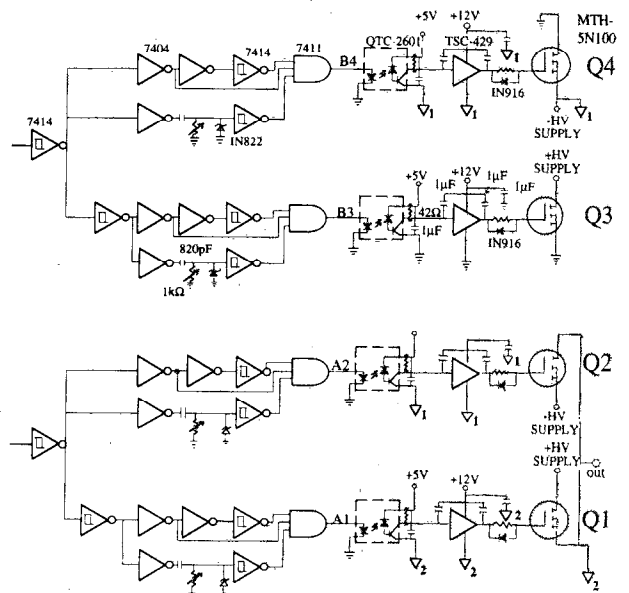 +5V
+12V
MTH-
5N100
7404
7414
7411
B4
QTC-2601
TSC-429
1
Q4
7414
IN822
IN916
1
1
1
-HV
SUPPLY
+HV
SUPPLY
+5V
+12V
1µF
1µF
1µF
B3
42Ω
1µF
Q3
820pF
IN916
1kΩ
A2
1
Q2
1
1
-HV
SUPPLY
+HV
SUPPLY
out
+5V
+12V
A1
2
Q1
2
2
2